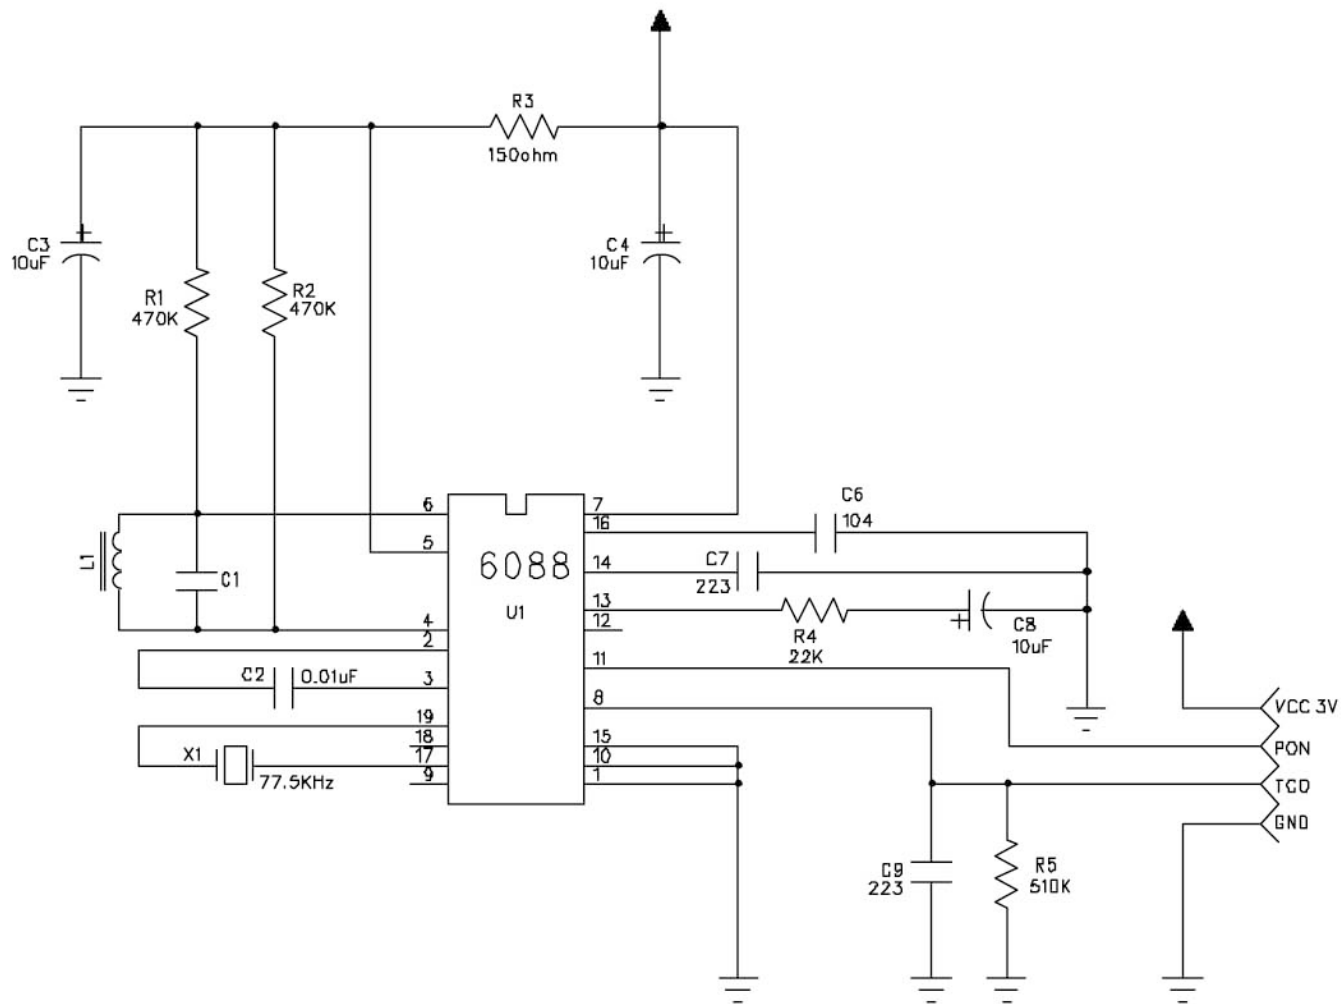 R3
150ohm
+
+
C3
10uF
C4
10uF
R1
470K
R2
470K
L1
C1
6
5
4
2
C2
0.01uF
3
19
18
X1
17
77.5KHz
9
6088
U1
7
16
14
13
12
11
8
15
10
1
C6
104
C7
223
R4
22K
+
C8
10uF
VCC 3V
PON
TCO
GND
C9
223
R5
510K